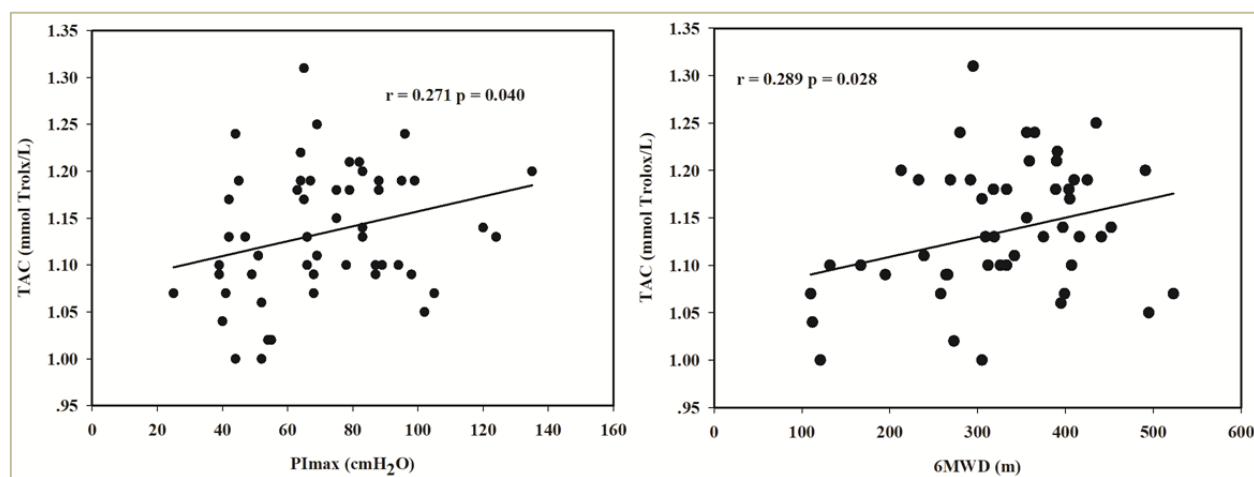 1.35
1.30
1.25
1.20
1.15
1.10
1.05
1.00
.95
TAC (mmol Trolx/L)
r = 0.271 p = 0.040
0 20 40 60 80 100 120 140 160
PImax (cmH2O)
1.35
1.30
1.25
1.20
1.15
1.10
1.05
1.00
.95
TAC (mmol Trolox/L)
r = 0.289 p = 0.028
0 100 200 300 400 500 600
6MWD (m)